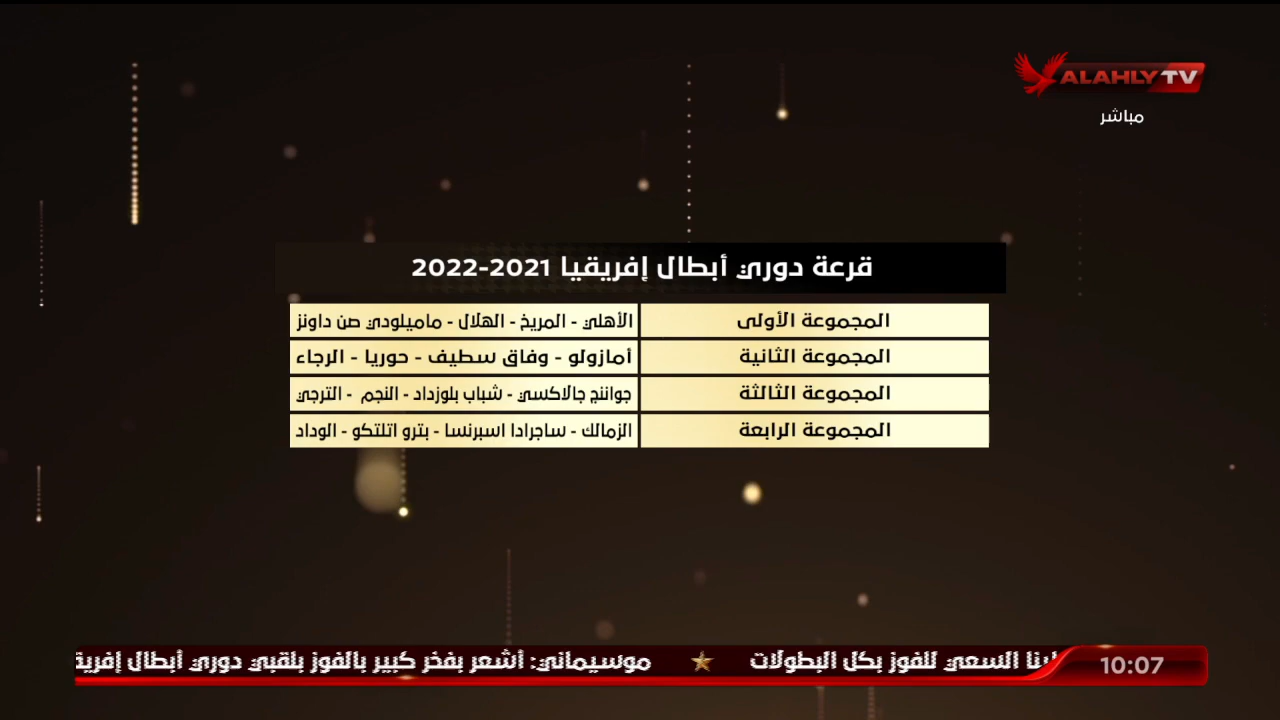 ALAHLY TV
مباشر
قرعة دوري أبطال إفريقيا 2021-2022
المجموعة الأولى الأهلي - المريخ - الهلال - ماميلودي صن داونز
المجموعة الثانية أمازولو - وفاق سطيف - حوريا - الرجاء
المجموعة الثالثة جواننج جالاكسي - شباب بلوزداد - النجم - الترجي
المجموعة الرابعة الزمالك - ساجرادا اسبرنسا - بترو اتلتكو - الوداد
10:07 السعي للفوز بكل البطولات موسيماني: أشعر بفخر كبير بالفوز بلقبي دوري أبطال